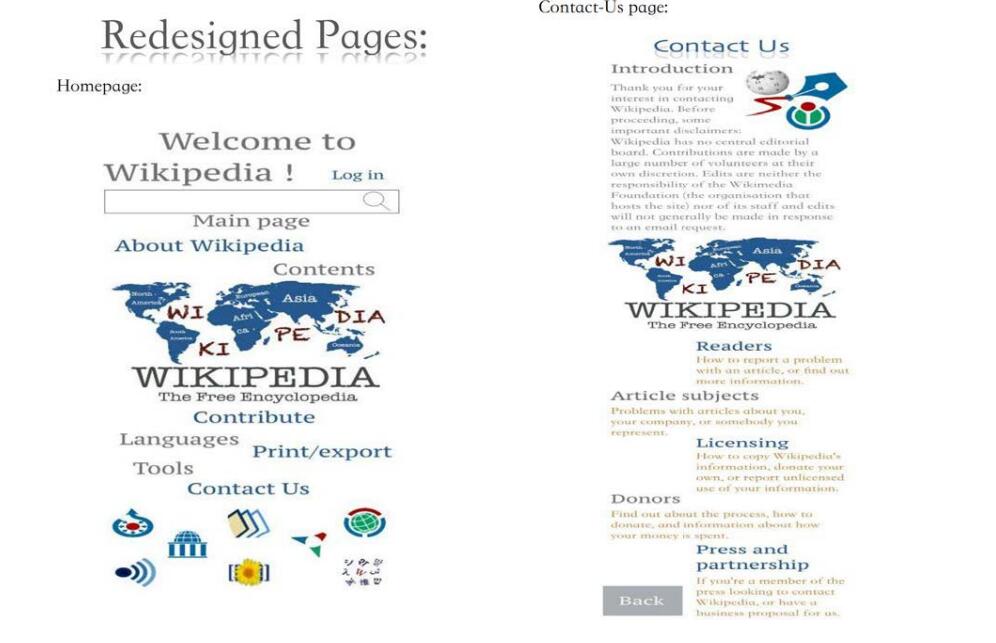 Redesigned Pages:
Homepage:
Welcome to
Wikipedia !
Log in
Main page
About Wikipedia
Contents
North
America
European
Asia
WI
Afri
ca
DIA
South
America
KI
PE
Oceania
WIKIPEDIA
The Free Encyclopedia
Contribute
Languages
Print/export
Tools
Contact Us
Contact-Us page:
Contact Us
Introduction
Thank you for your
interest in contacting
Wikipedia. Before
proceeding, some
important disclaimers:
Wikipedia has no central editorial
board. Contributions are made by a
large number of volunteers at their
own discretion. Edits are neither the
responsibility of the Wikimedia
Foundation (the organisation that
hosts the site) nor of its staff and edits
will not generally be made in response
to an email request.
North
America
European
Asia
WI
Afri
ca
DIA
South
America
KI
PE
Oceania
WIKIPEDIA
The Free Encyclopedia
Readers
How to report a problem
with an article, or find out
more information.
Article subjects
Problems with articles about you,
your company, or somebody you
represent.
Licensing
How to copy Wikipedia's
information, donate your
own, or report unlicensed
use of your information.
Donors
Find out about the process, how to
donate, and information about how
your money is spent.
Press and
partnership
If you're a member of the
press looking to contact
Wikipedia, or have a
business proposal for us.
Back